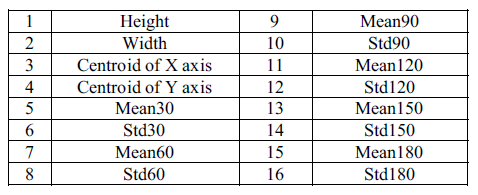 1 Height 9 Mean90
2 Width 10 Std90
3 Centroid of X axis 11 Mean120
4 Centroid of Y axis 12 Std120
5 Mean30 13 Mean150
6 Std30 14 Std150
7 Mean60 15 Mean180
8 Std60 16 Std180